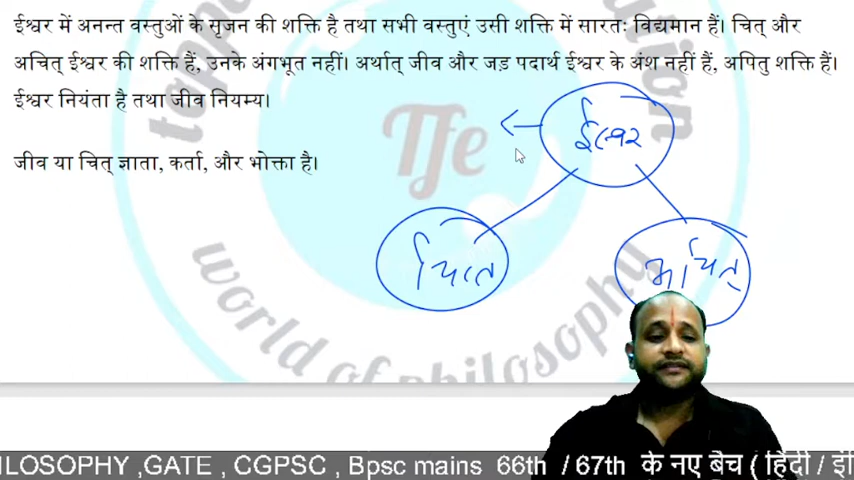 ईश्वर में अनन्त वस्तुओं के सृजन की शक्ति है तथा सभी वस्तुएं उसी शक्ति में सारतः विद्यमान हैं। चित् और
अचित् ईश्वर की शक्ति हैं, उनके अंगभूत नहीं। अर्थात् जीव और जड़ पदार्थ ईश्वर के अंश नहीं हैं, अपितु शक्ति हैं।
ईश्वर नियंता है तथा जीव नियम्य।
जीव या चित् ज्ञाता, कर्ता, और भोक्ता है।
ईश्वर
Tfe
चित्
अचित्
world of philosophy
ILOSOPHY ,GATE , CGPSC , Bpsc mains 66th / 67th के नए बैच ( हिंदी / इं